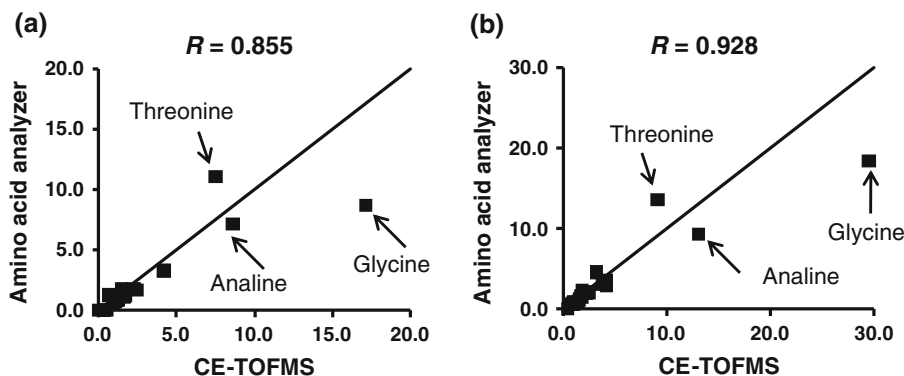 (a)
R = 0.855
Amino acid analyzer
20.0
15.0
10.0
5.0
0.0
Threonine
Analine
Glycine
0.0 5.0 10.0 15.0 20.0
CE-TOFMS
(b)
R = 0.928
Amino acid analyzer
30.0
20.0
10.0
0.0
Threonine
Glycine
Analine
0.0 10.0 20.0 30.0
CE-TOFMS